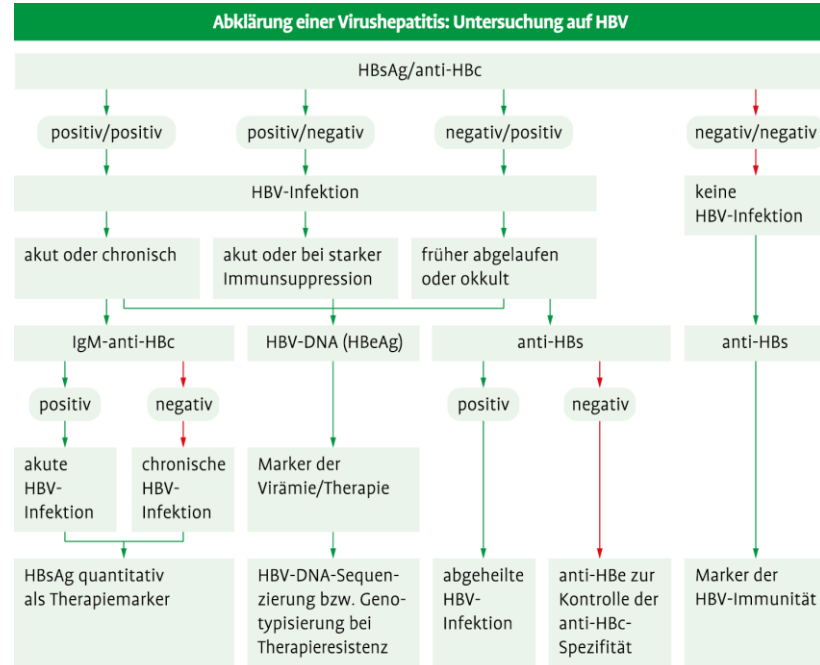 Abklärung einer Virushepatitis: Untersuchung auf HBV
HBsAg/anti-HBc
positiv/positiv
positiv/negativ
negativ/positiv
negativ/negativ
HBV-Infektion
keine
HBV-Infektion
akut oder chronisch
akut oder bei starker
Immunsuppression
früher abgelaufen
oder okkult
IgM-anti-HBc
HBV-DNA (HBeAg)
anti-HBs
anti-HBs
positiv
negativ
positiv
negativ
akute
HBV-
Infektion
chronische
HBV-
Infektion
Marker der
Virämie/Therapie
HBsAg quantitativ
als Therapiemarker
HBV-DNA-Sequen-
zierung bzw. Geno-
typisierung bei
Therapieresistenz
abgeheilte
HBV-
Infektion
anti-HBe zur
Kontrolle der
anti-HBc-
Spezifität
Marker der
HBV-Immunität